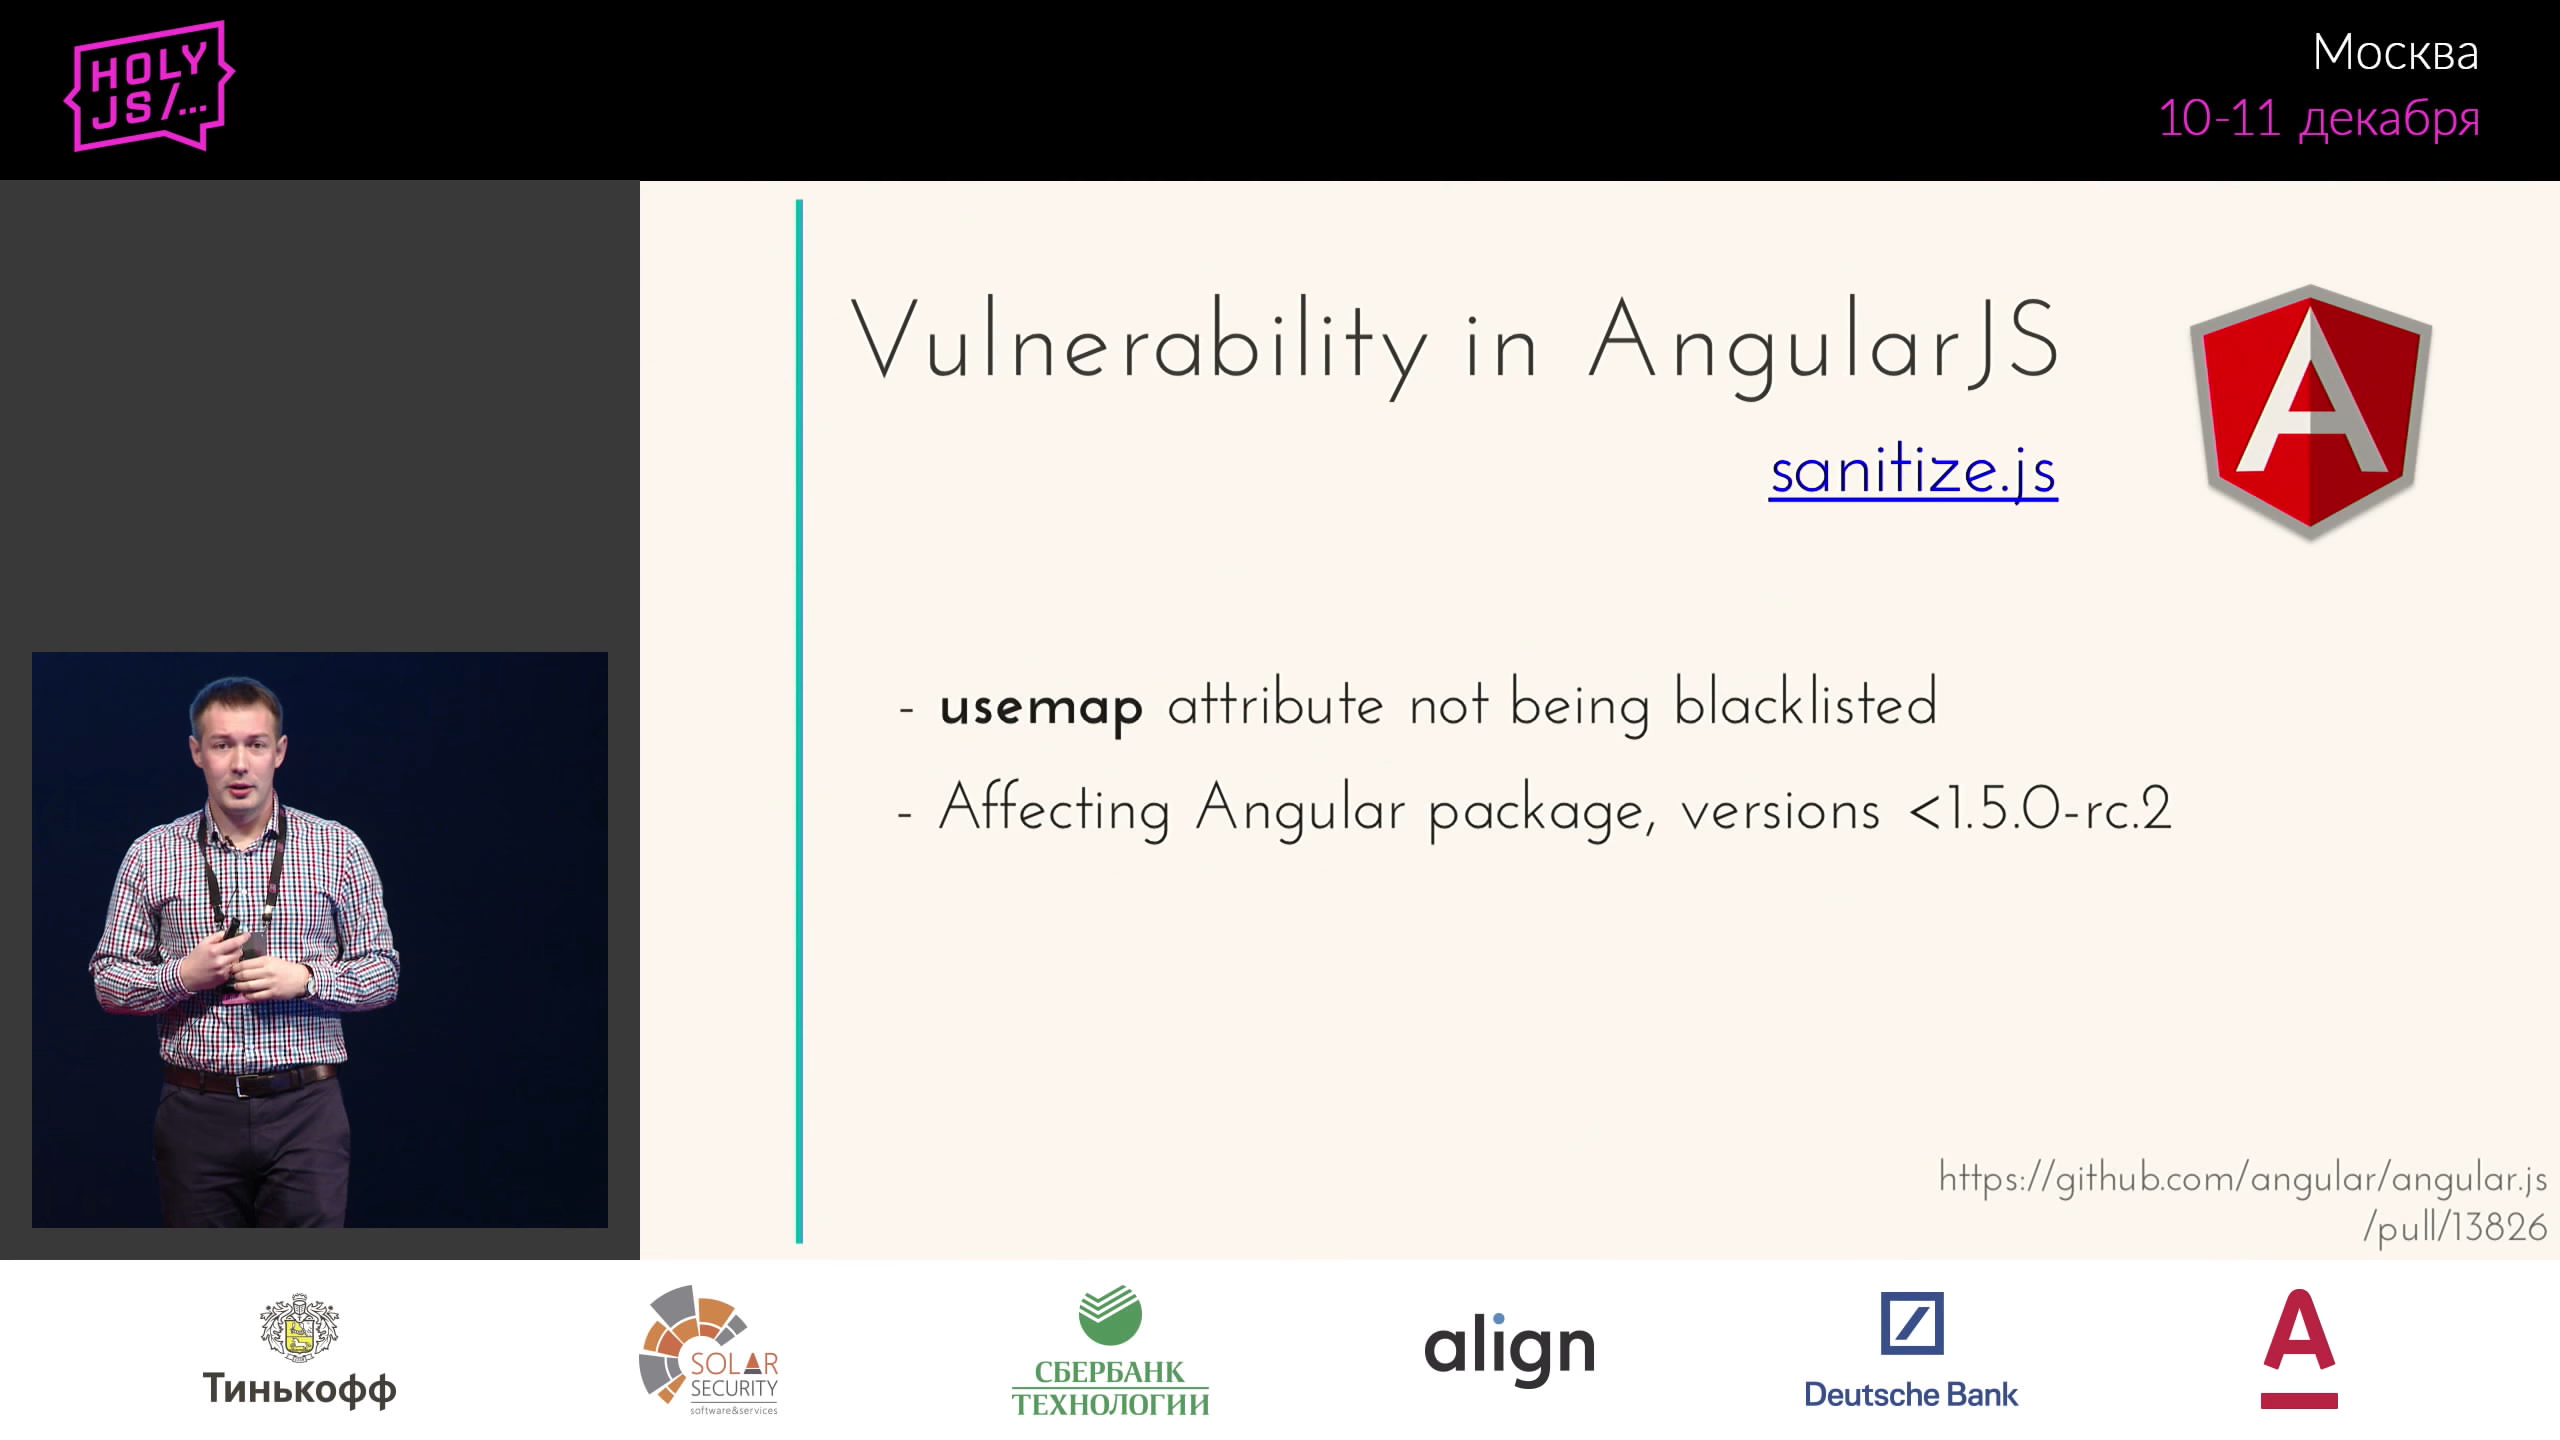 HOLY
JS/...
Москва
10-11 декабря
Vulnerability in AngularJS
sanitize.js
- usemap attribute not being blacklisted
- Affecting Angular package, versions <1.5.0-rc.2
https://github.com/angular/angular.js
/pull/13826
Тинькофф
SOLAR
SECURITY
software&services
СБЕРБАНК
ТЕХНОЛОГИИ
align
Deutsche Bank
А